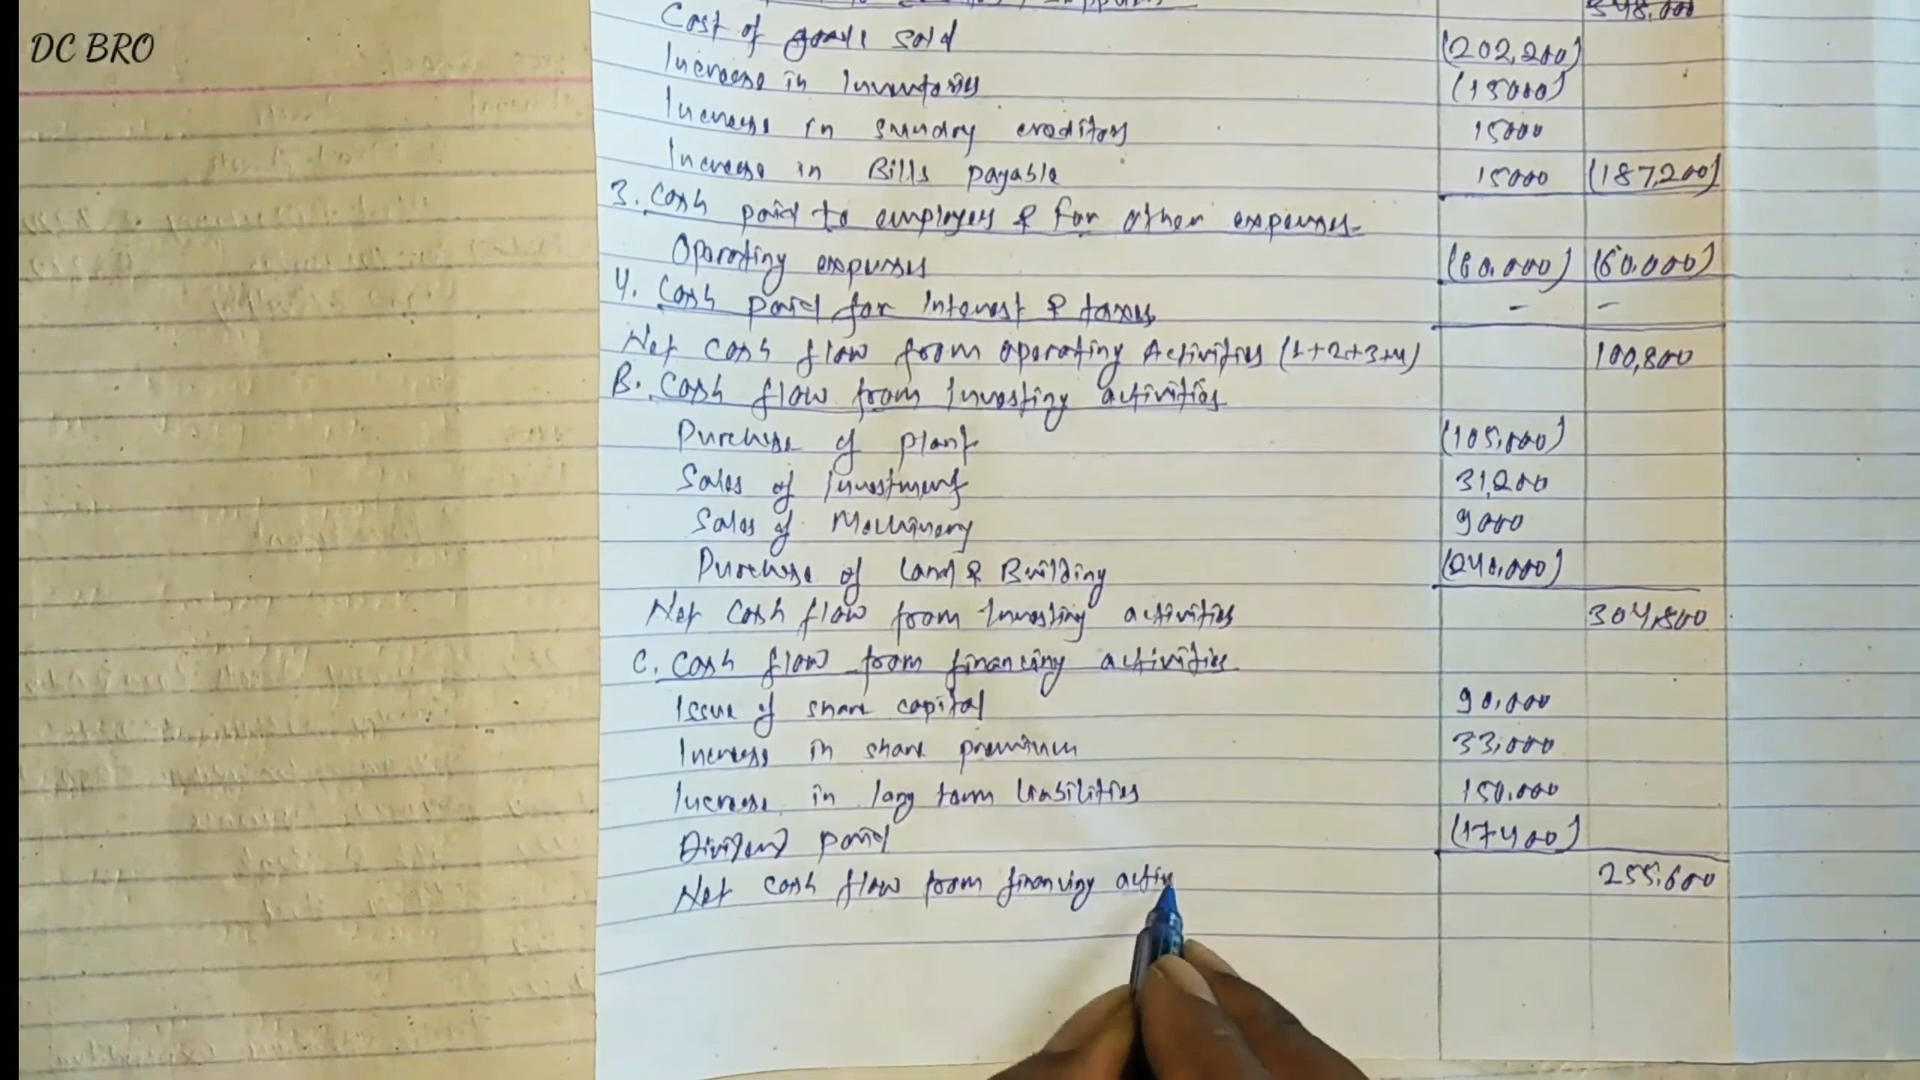 DC BRO
348,000
Cost of goods sold (202,200)
Increase in Inventories (15000)
Increase in sundry creditors 15000
Increase in Bills payable 15000 (187,200)
3. Cash paid to employees & for other expenses
Operating expenses (60,000) (60,000)
4. Cash paid for interest & taxes - -
Net cash flow from operating Activities (1+2+3+4) 100,800
B. Cash flow from Investing activities
Purchase of plant (105,000)
Sales of Investment 31,200
Sales of Machinary 9000
Purchase of Land & Building (240,000)
Net cash flow from Investing activities 304,800
C. Cash flow from financing activities
Issue of share capital 90,000
Increase in share premium 33,000
Increase in long term liabilities 150,000
Dividend paid (17400)
Net cash flow from financing activi 255,600